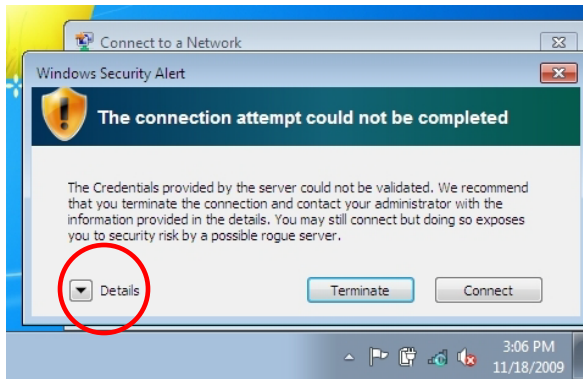 Connect to a Network
Windows Security Alert
The connection attempt could not be completed
The Credentials provided by the server could not be validated. We recommend
that you terminate the connection and contact your administrator with the
information provided in the details. You may still connect but doing so exposes
you to security risk by a possible rogue server.
Details
Terminate
Connect
3:06 PM
11/18/2009